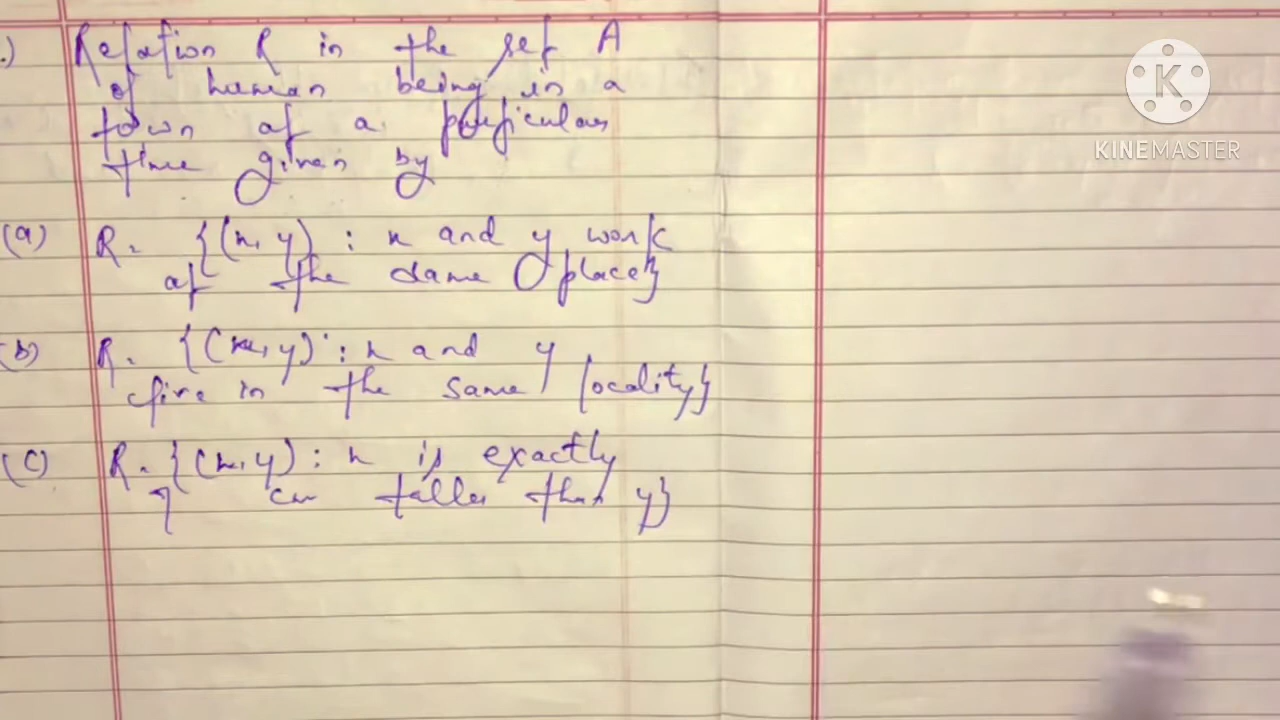 .) Relation R in the set A
of human being in a
town at a particular
time given by
(a) R = {(x, y) : x and y work
at the same place}
(b) R = {(x, y) : x and y
live in the same locality}
(c) R = {(x, y) : x is exactly
7 cm taller than y}
K
KINEMASTER